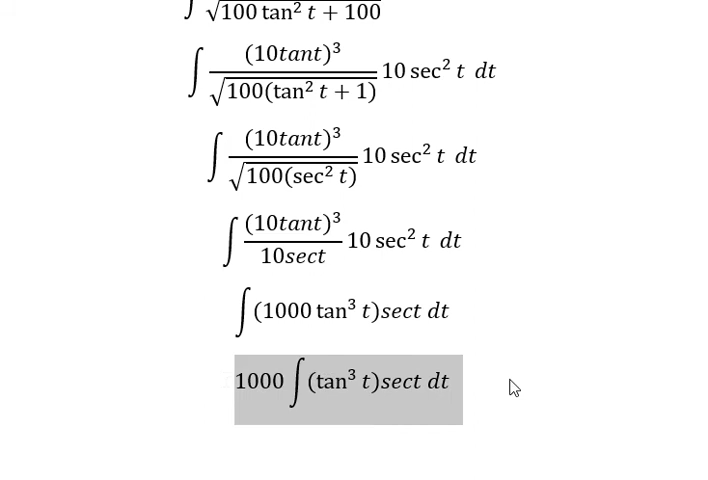 ∫ √100 tan² t + 100
∫ (10tant)³ / √100(tan² t + 1) 10 sec² t dt
∫ (10tant)³ / √100(sec² t) 10 sec² t dt
∫ (10tant)³ / 10sect 10 sec² t dt
∫ (1000 tan³ t)sect dt
1000 ∫ (tan³ t)sect dt